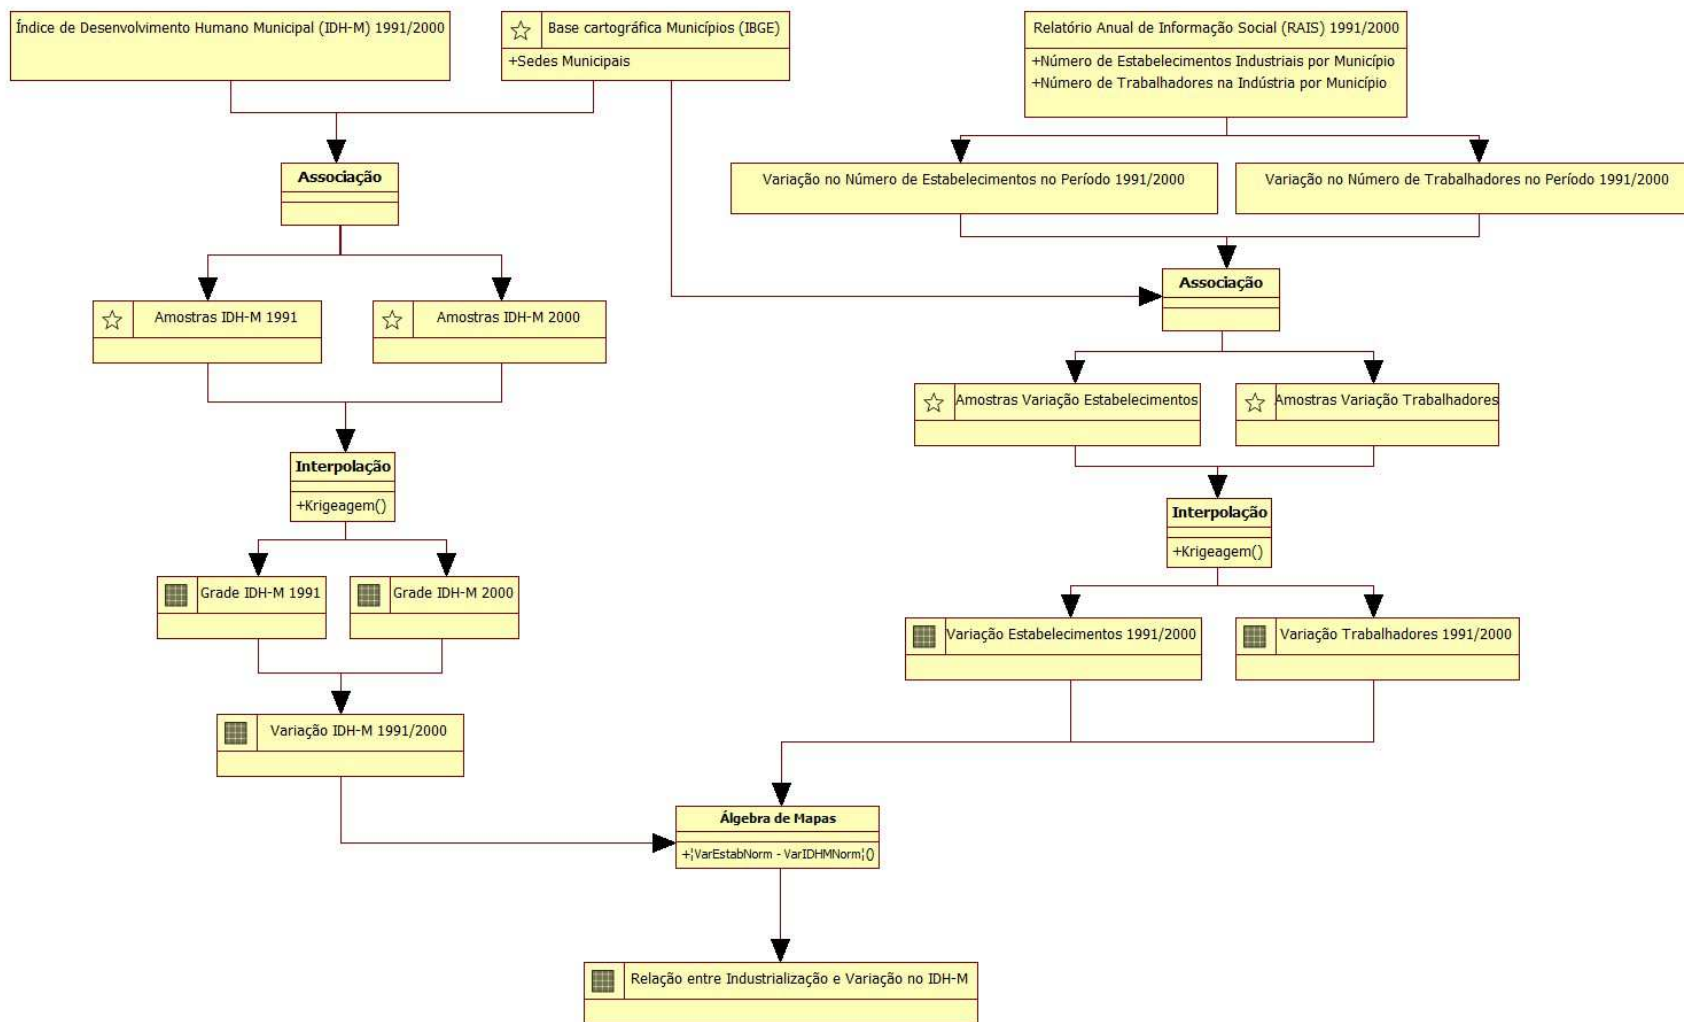 Índice de Desenvolvimento Humano Municipal (IDH-M) 1991/2000
Base cartográfica Municípios (IBGE)
+Sedes Municipais
Relatório Anual de Informação Social (RAIS) 1991/2000
+Número de Estabelecimentos Industriais por Município
+Número de Trabalhadores na Indústria por Município
Associação
Variação no Número de Estabelecimentos no Período 1991/2000
Variação no Número de Trabalhadores no Período 1991/2000
Associação
Amostras IDH-M 1991
Amostras IDH-M 2000
Amostras Variação Estabelecimentos
Amostras Variação Trabalhadores
Interpolação
+Krigeagem()
Interpolação
+Krigeagem()
Grade IDH-M 1991
Grade IDH-M 2000
Variação Estabelecimentos 1991/2000
Variação Trabalhadores 1991/2000
Variação IDH-M 1991/2000
Álgebra de Mapas
+¦VarEstabNorm - VarIDHMNorm¦()
Relação entre Industrialização e Variação no IDH-M